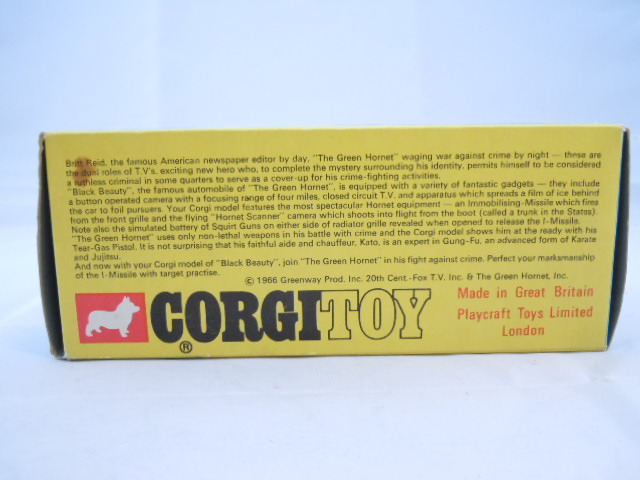 Britt Reid, the famous American newspaper editor by day, "The Green Hornet" waging war against crime by night — these are
the dual roles of T.V's. exciting new hero who, to complete the mystery surrounding his identity, permits himself to be considered
a ruthless criminal in some quarters to serve as a cover-up for his crime-fighting activities.
"Black Beauty", the famous automobile of "The Green Hornet", is equipped with a variety of fantastic gadgets — they include
a button operated camera with a focusing range of four miles, closed circuit T.V. and apparatus which spreads a film of ice behind
the car to foil pursuers. Your Corgi model features the most spectacular Hornet equipment — an Immobilising-Missile which fires
from the front grille and the flying "Hornet Scanner" camera which shoots into flight from the boot (called a trunk in the States).
Note also the simulated battery of Squirt Guns on either side of radiator grille revealed when opened to release the I-Missile.
"The Green Hornet" uses only non-lethal weapons in his battle with crime and the Corgi model shows him at the ready with his
Tear-Gas Pistol. It is not surprising that his faithful aide and chauffeur, Kato, is an expert in Gung-Fu, an advanced form of Karate
and Jujitsu.
And now with your Corgi model of "Black Beauty", join "The Green Hornet" in his fight against crime. Perfect your marksmanship
of the I-Missile with target practise.
© 1966 Greenway Prod. Inc. 20th Cent.-Fox T.V. Inc. & The Green Hornet, Inc.
CORGI TOY
®
Made in Great Britain
Playcraft Toys Limited
London